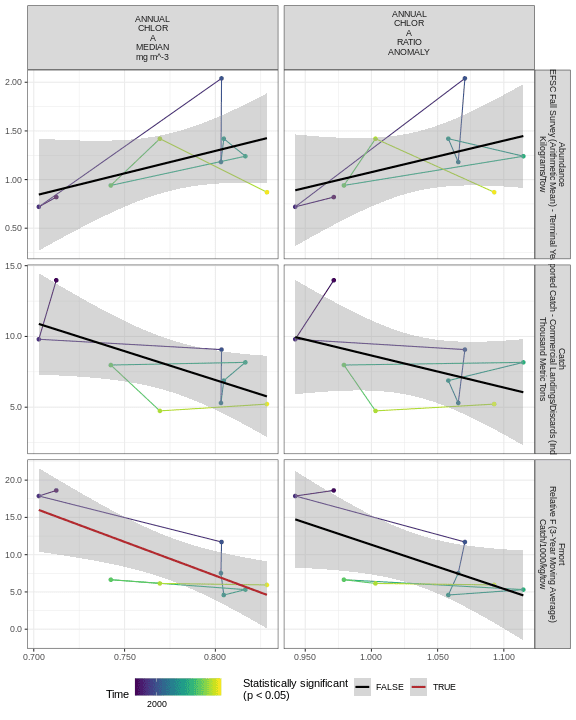 ANNUAL
CHLOR
A
MEDIAN
mg m^-3
ANNUAL
CHLOR
A
RATIO
ANOMALY
2.00
1.50
1.00
0.50
Abundance
EFSC Fall Survey (Arithmetic Mean) - Terminal Ye
Kilograms/Tow
15.0
10.0
5.0
Catch
ported Catch - Commercial Landings/Discards (Ind
Thousand Metric Tons
20.0
15.0
10.0
5.0
0.0
Fmort
Relative F (3-Year Moving Average)
Catch/1000/kg/tow
0.700
0.750
0.800
0.950
1.000
1.050
1.100
Time
2000
Statistically significant
(p < 0.05)
FALSE
TRUE